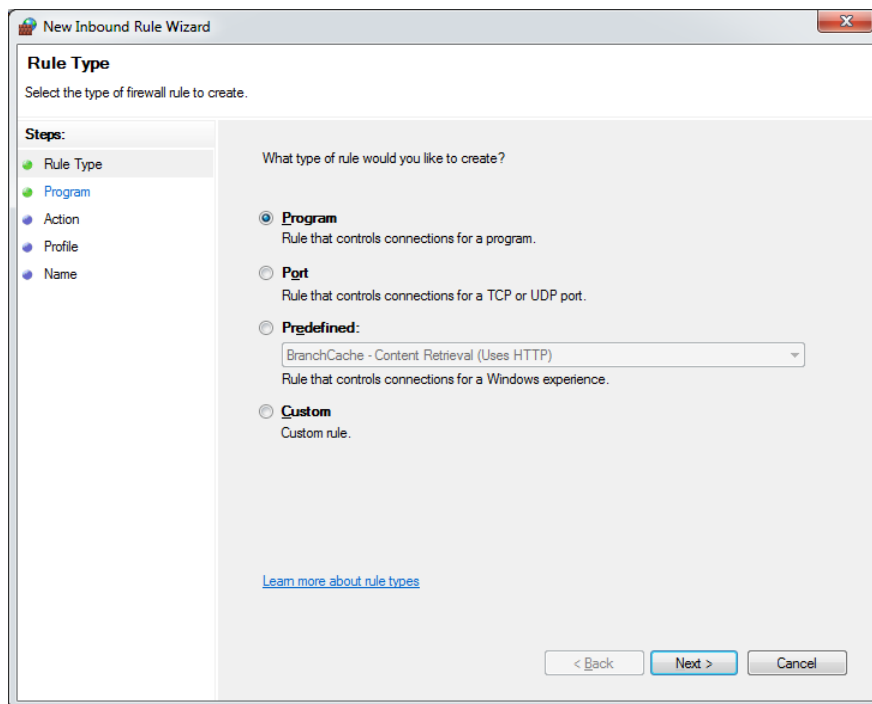 New Inbound Rule Wizard
Rule Type
Select the type of firewall rule to create.
Steps:
Rule Type
Program
Action
Profile
Name
What type of rule would you like to create?
Program
Rule that controls connections for a program.
Port
Rule that controls connections for a TCP or UDP port.
Predefined:
BranchCache - Content Retrieval (Uses HTTP)
Rule that controls connections for a Windows experience.
Custom
Custom rule.
Learn more about rule types
< Back Next > Cancel